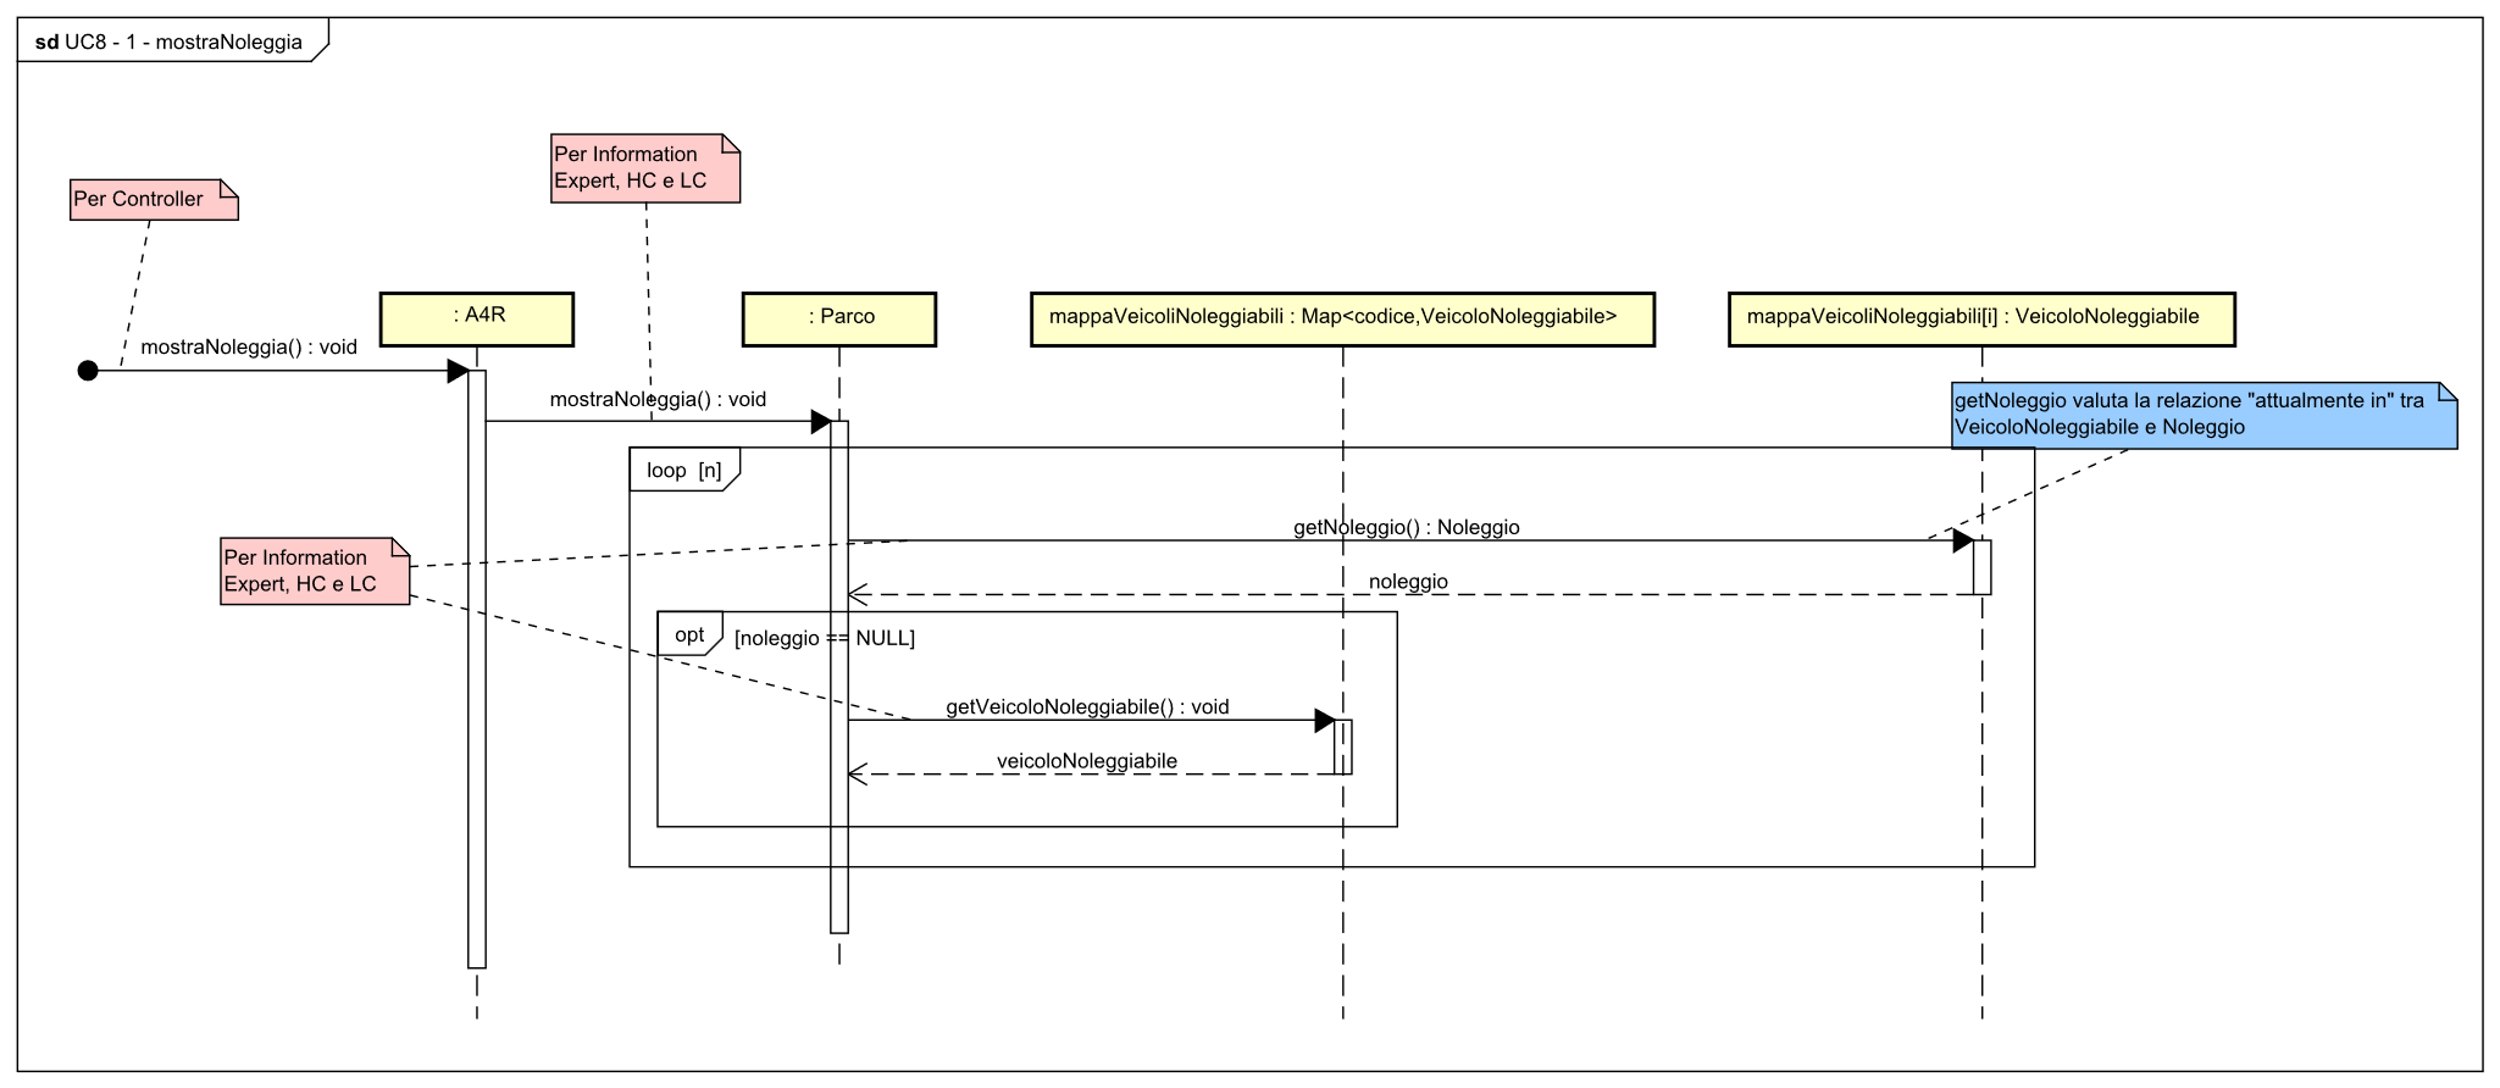 sd UC8 - 1 - mostraNoleggia
Per Information
Expert, HC e LC
Per Controller
: A4R
: Parco
mappaVeicoliNoleggiabili : Map<codice,VeicoloNoleggiabile>
mappaVeicoliNoleggiabili[i] : VeicoloNoleggiabile
mostraNoleggia() : void
mostraNoleggia() : void
getNoleggio valuta la relazione "attualmente in" tra
VeicoloNoleggiabile e Noleggio
loop [n]
getNoleggio() : Noleggio
Per Information
Expert, HC e LC
noleggio
opt [noleggio == NULL]
getVeicoloNoleggiabile() : void
veicoloNoleggiabile